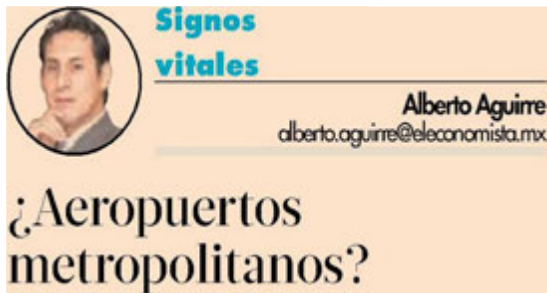 Signos
vitales
Alberto Aguirre
alberto.aguirre@eleconomista.mx
¿Aeropuertos
metropolitanos?